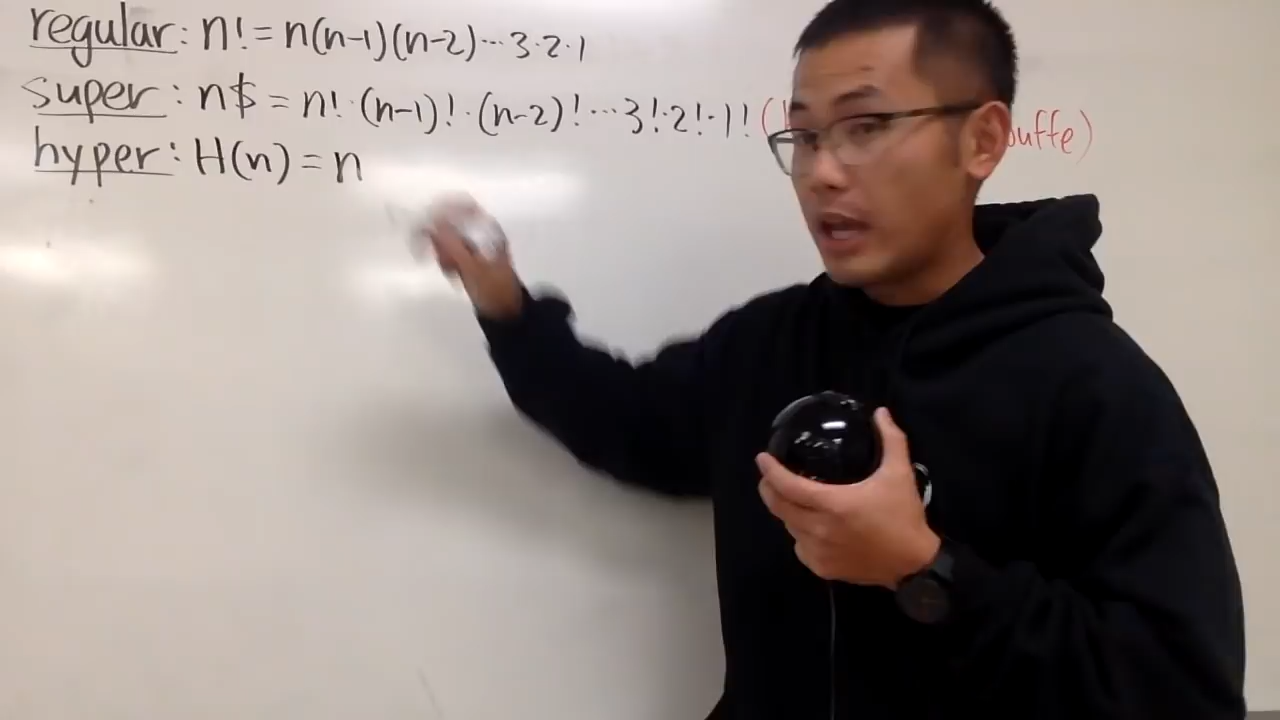 regular: n! = n(n-1)(n-2)···3·2·1
super: n$ = n!·(n-1)!·(n-2)!···3!·2!·1!
hyper: H(n) = n